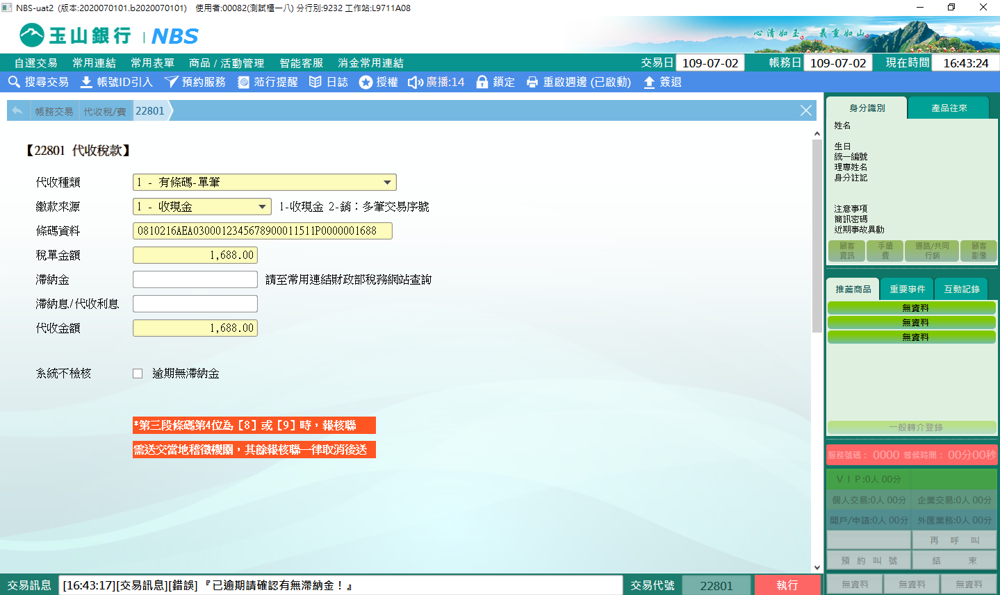 NBS-uat2 (版本:2020070101.b2020070101) 使用者:00082(測試櫃一八) 分行別:9232 工作站:L9711A08
玉山銀行 | NBS
心清如玉。義重如山。
自選交易 常用連結 常用表單 商品 / 活動管理 智能客服 消金常用連結 交易日 109-07-02 帳務日 109-07-02 現在時間 16:43:24
搜尋交易 帳號ID引入 預約服務 蒞行提醒 日誌 授權 廣播:14 鎖定 重啟週邊 (已啟動) 簽退
帳務交易 代收稅/費 22801
【22801 代收稅款】
代收種類 1 - 有條碼-單筆
繳款來源 1 - 收現金 1-收現金 2-銷：多筆交易序號
條碼資料 0810216AEA0300012345678900011511P0000001688
稅單金額 1,688.00
滯納金 請至常用連結財政部稅務網站查詢
滯納息/代收利息
代收金額 1,688.00
系統不檢核 逾期無滯納金
*第三段條碼第4位為［8］或［9］時，報核聯
需送交當地稽徵機關，其餘報核聯一律取消後送
身分識別 產品往來
姓名
生日
統一編號
理專姓名
身分註記
注意事項
簡訊密碼
近期事故異動
顧客資訊 手續費 通路/共同行銷 顧客影像
推薦商品 重要事件 互動記錄
無資料
無資料
無資料
一般轉介登錄
服務號碼： 0000 等候時間： 00分00秒
ＶＩＰ:0人 00分
個人交易:0人 00分 企業交易:0人 00分
開戶/申請:0人 00分 外匯業務:0人 00分
再 呼 叫
預 約 叫 號 結 束
無資料 無資料 無資料
交易訊息 [16:43:17][交易訊息][錯誤]『已逾期請確認有無滯納金！』 交易代號 22801 執行